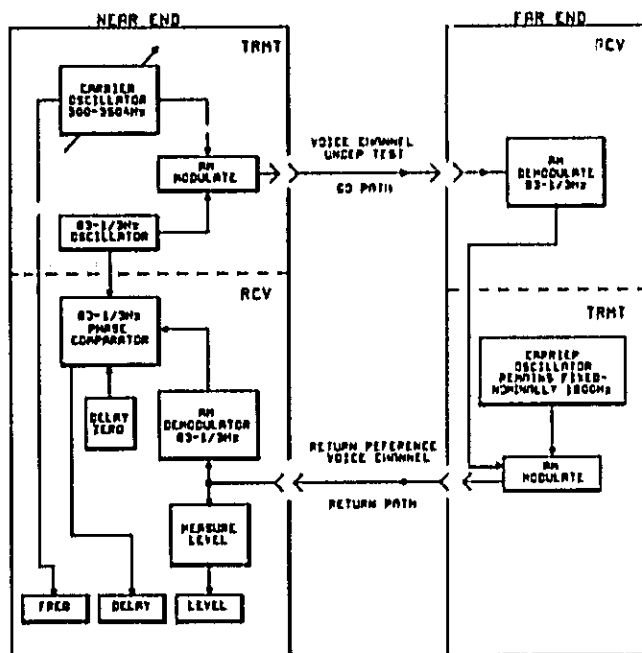 NEAR END
FAR END
TRMT
RCV
CARRIER
OSCILLATOR
300-3504Hz
VOICE CHANNEL
UNDER TEST
GO PATH
AM
MODULATE
AM
DEMODULATE
83-1/3Hz
83-1/3Hz
OSCILLATOR
RCV
TRMT
83-1/3Hz
PHASE
COMPARATOR
CARRIER
OSCILLATOR
REMAINS FIXED-
NOMINALLY 1800Hz
DELAY
ZERO
AM
DEMODULATOR
83-1/3Hz
RETURN REFERENCE
VOICE CHANNEL
RETURN PATH
AM
MODULATE
MEASURE
LEVEL
FREQ
DELAY
LEVEL